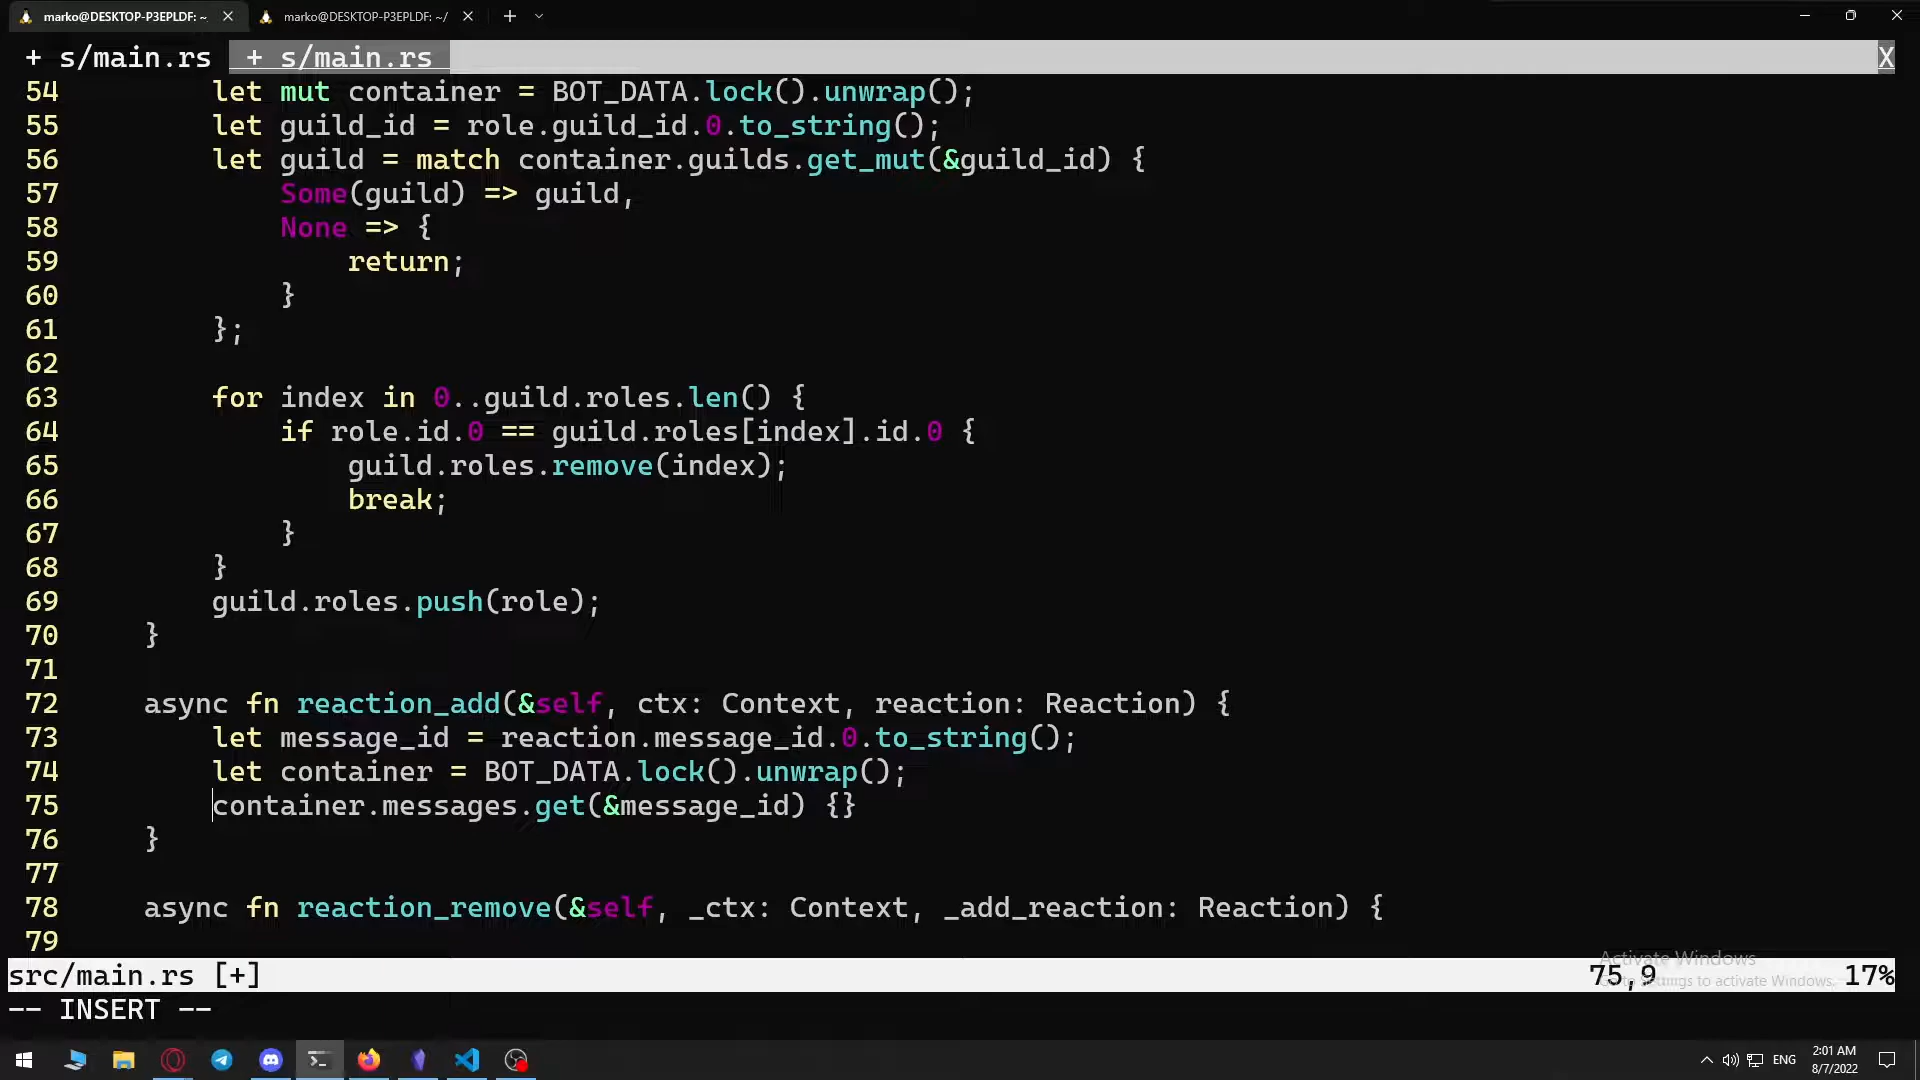 marko@DESKTOP-P3EPLDF: ~ marko@DESKTOP-P3EPLDF: ~/
+ s/main.rs + s/main.rs X
54 let mut container = BOT_DATA.lock().unwrap();
55 let guild_id = role.guild_id.0.to_string();
56 let guild = match container.guilds.get_mut(&guild_id) {
57 Some(guild) => guild,
58 None => {
59 return;
60 }
61 };
62
63 for index in 0..guild.roles.len() {
64 if role.id.0 == guild.roles[index].id.0 {
65 guild.roles.remove(index);
66 break;
67 }
68 }
69 guild.roles.push(role);
70 }
71
72 async fn reaction_add(&self, ctx: Context, reaction: Reaction) {
73 let message_id = reaction.message_id.0.to_string();
74 let container = BOT_DATA.lock().unwrap();
75 container.messages.get(&message_id) {}
76 }
77
78 async fn reaction_remove(&self, _ctx: Context, _add_reaction: Reaction) {
79
Activate Windows
Go to Settings to activate Windows.
src/main.rs [+] 75,9 17%
-- INSERT --
ENG 2:01 AM
8/7/2022